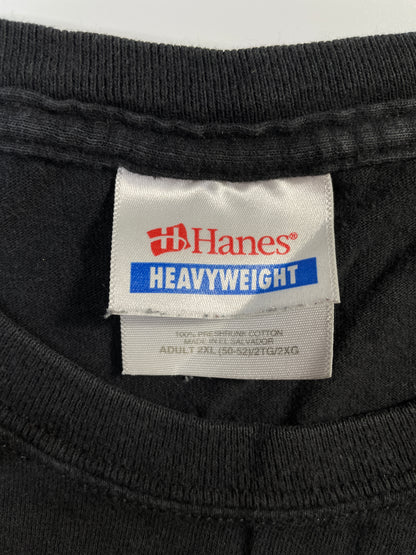 Hanes®
HEAVYWEIGHT
100% PRESHRUNK COTTON
MADE IN EL SALVADOR
ADULT 2XL (50-52)/2TG/2XG